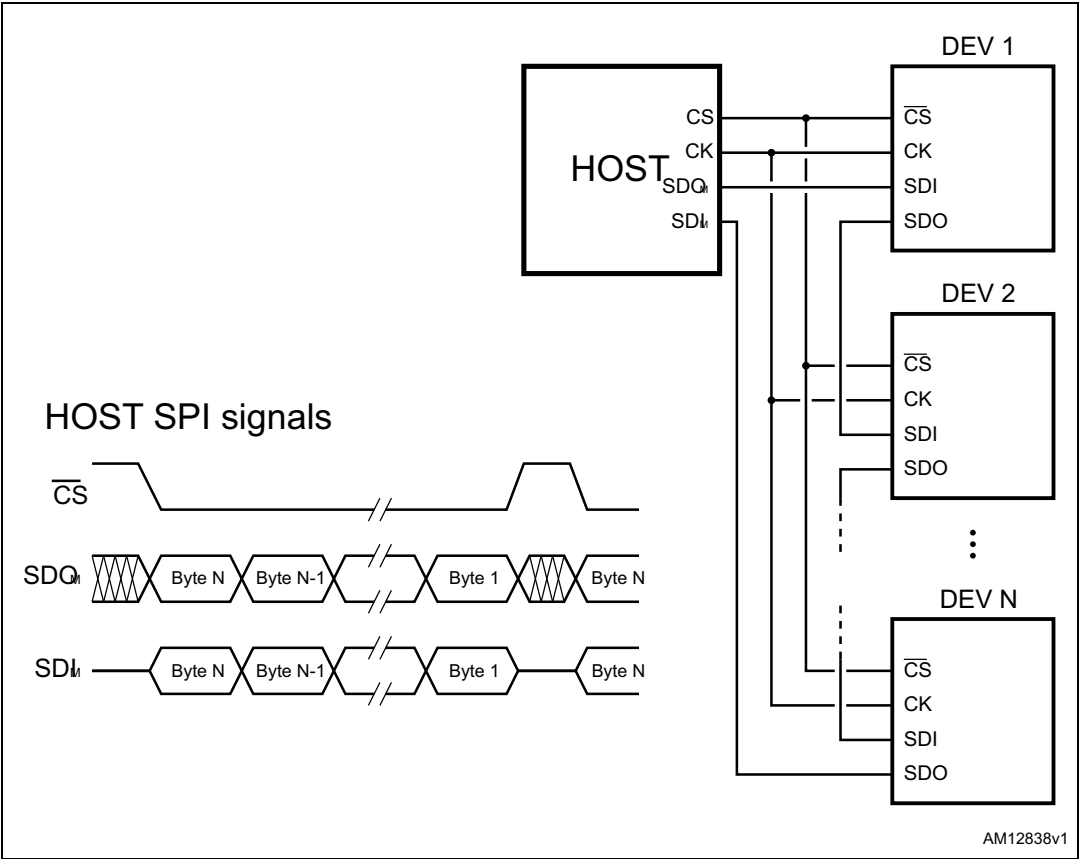 DEV 1
CS
CK
SDO
SDI
HOST
CS
CK
SDI
SDO
DEV 2
CS
CK
SDI
SDO
HOST SPI signals
CS
SDOM Byte N Byte N-1 Byte 1 Byte N
SDIM Byte N Byte N-1 Byte 1 Byte N
DEV N
CS
CK
SDI
SDO
AM12838v1